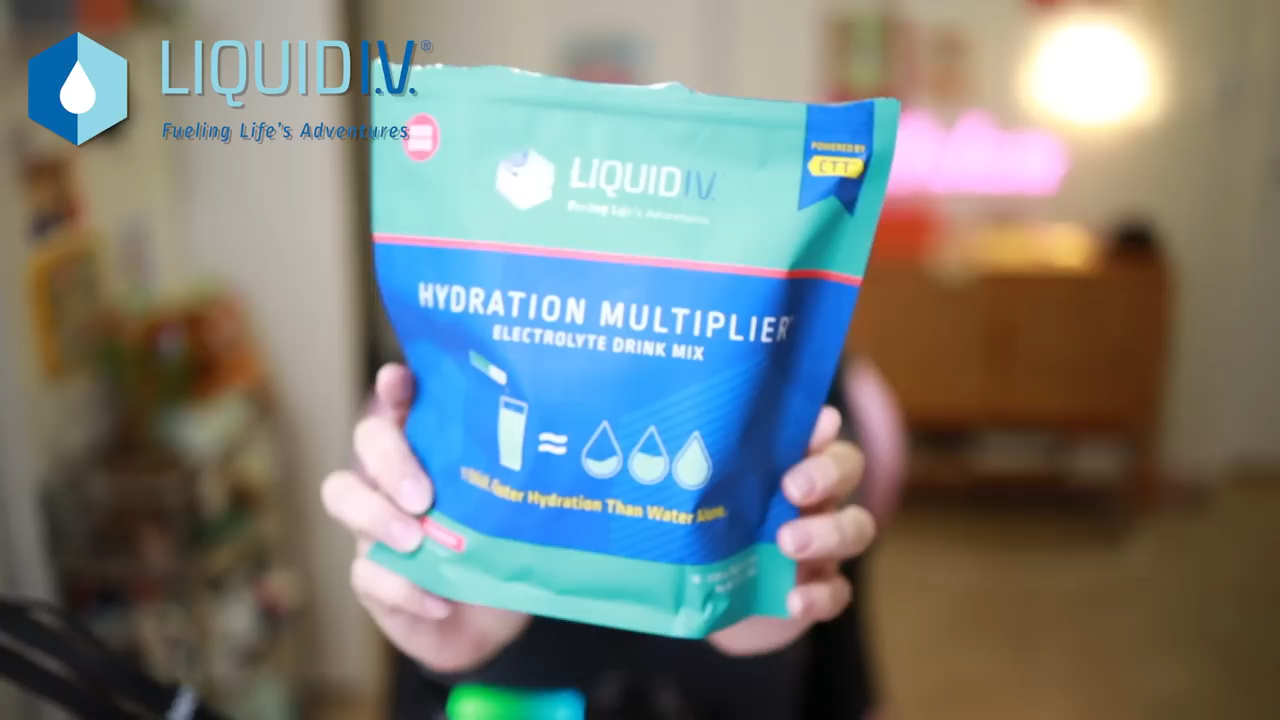 LIQUID I.V.®
Fueling Life's Adventures
POWERED BY
CTT
LIQUID I.V.
Fueling Life's Adventures
HYDRATION MULTIPLIER
ELECTROLYTE DRINK MIX
≈
Hydration Than Water Alone.